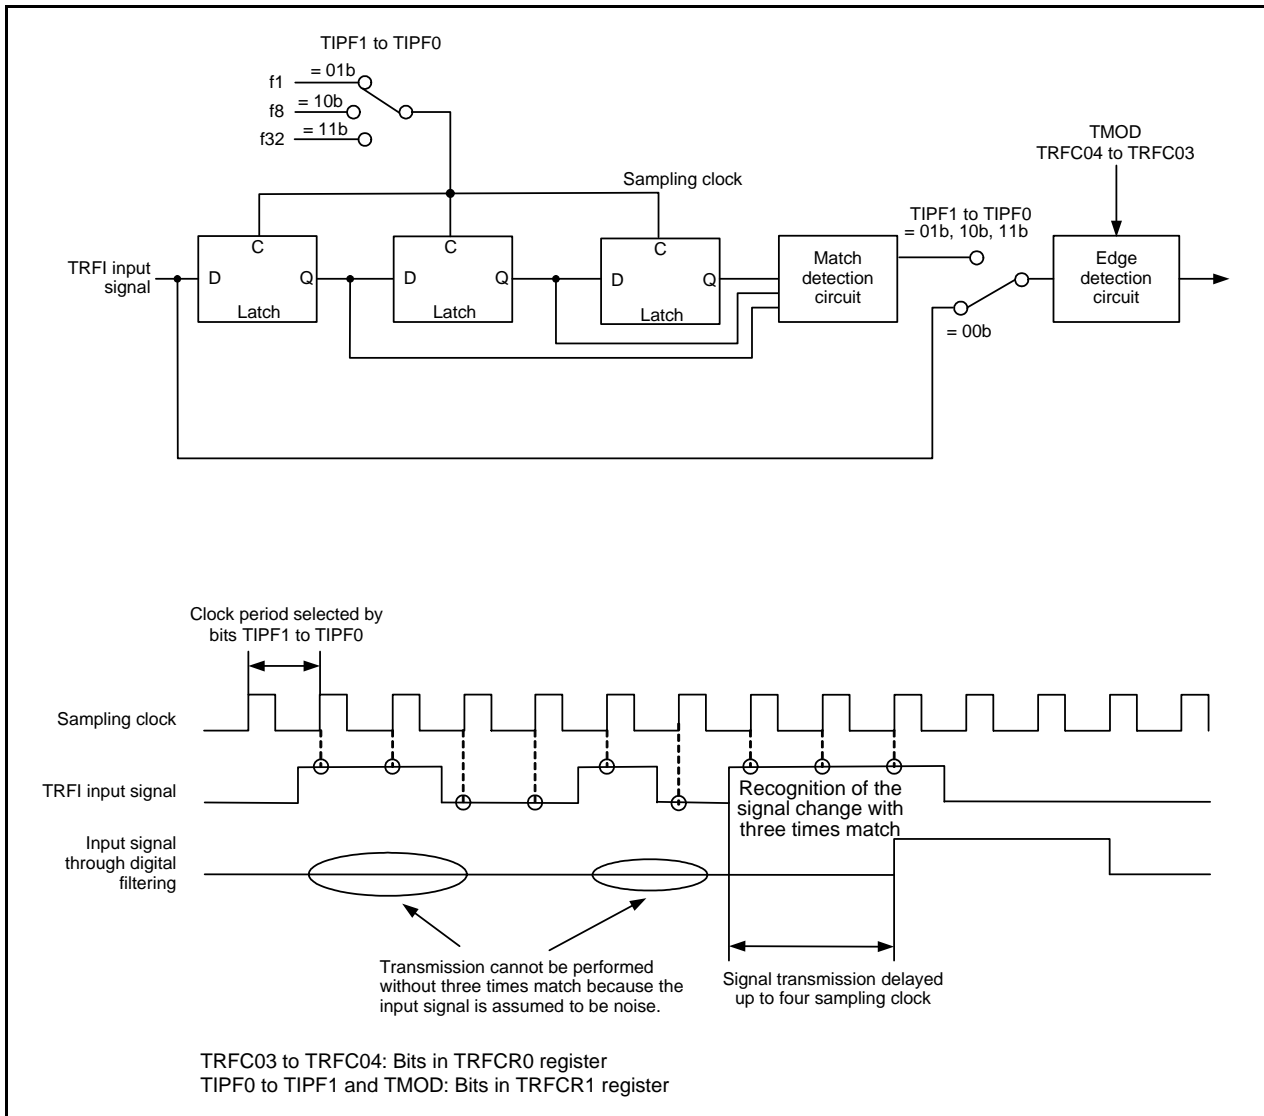 TIPF1 to TIPF0
f1
= 01b
f8
= 10b
f32
= 11b
Sampling clock
TMOD
TRFC04 to TRFC03
TRFI input
signal
C
D
Q
Latch
C
D
Q
Latch
C
D
Q
Latch
Match
detection
circuit
TIPF1 to TIPF0
= 01b, 10b, 11b
= 00b
Edge
detection
circuit
Clock period selected by
bits TIPF1 to TIPF0
Sampling clock
TRFI input signal
Recognition of the
signal change with
three times match
Input signal
through digital
filtering
Transmission cannot be performed
without three times match because the
input signal is assumed to be noise.
Signal transmission delayed
up to four sampling clock
TRFC03 to TRFC04: Bits in TRFCR0 register
TIPF0 to TIPF1 and TMOD: Bits in TRFCR1 register